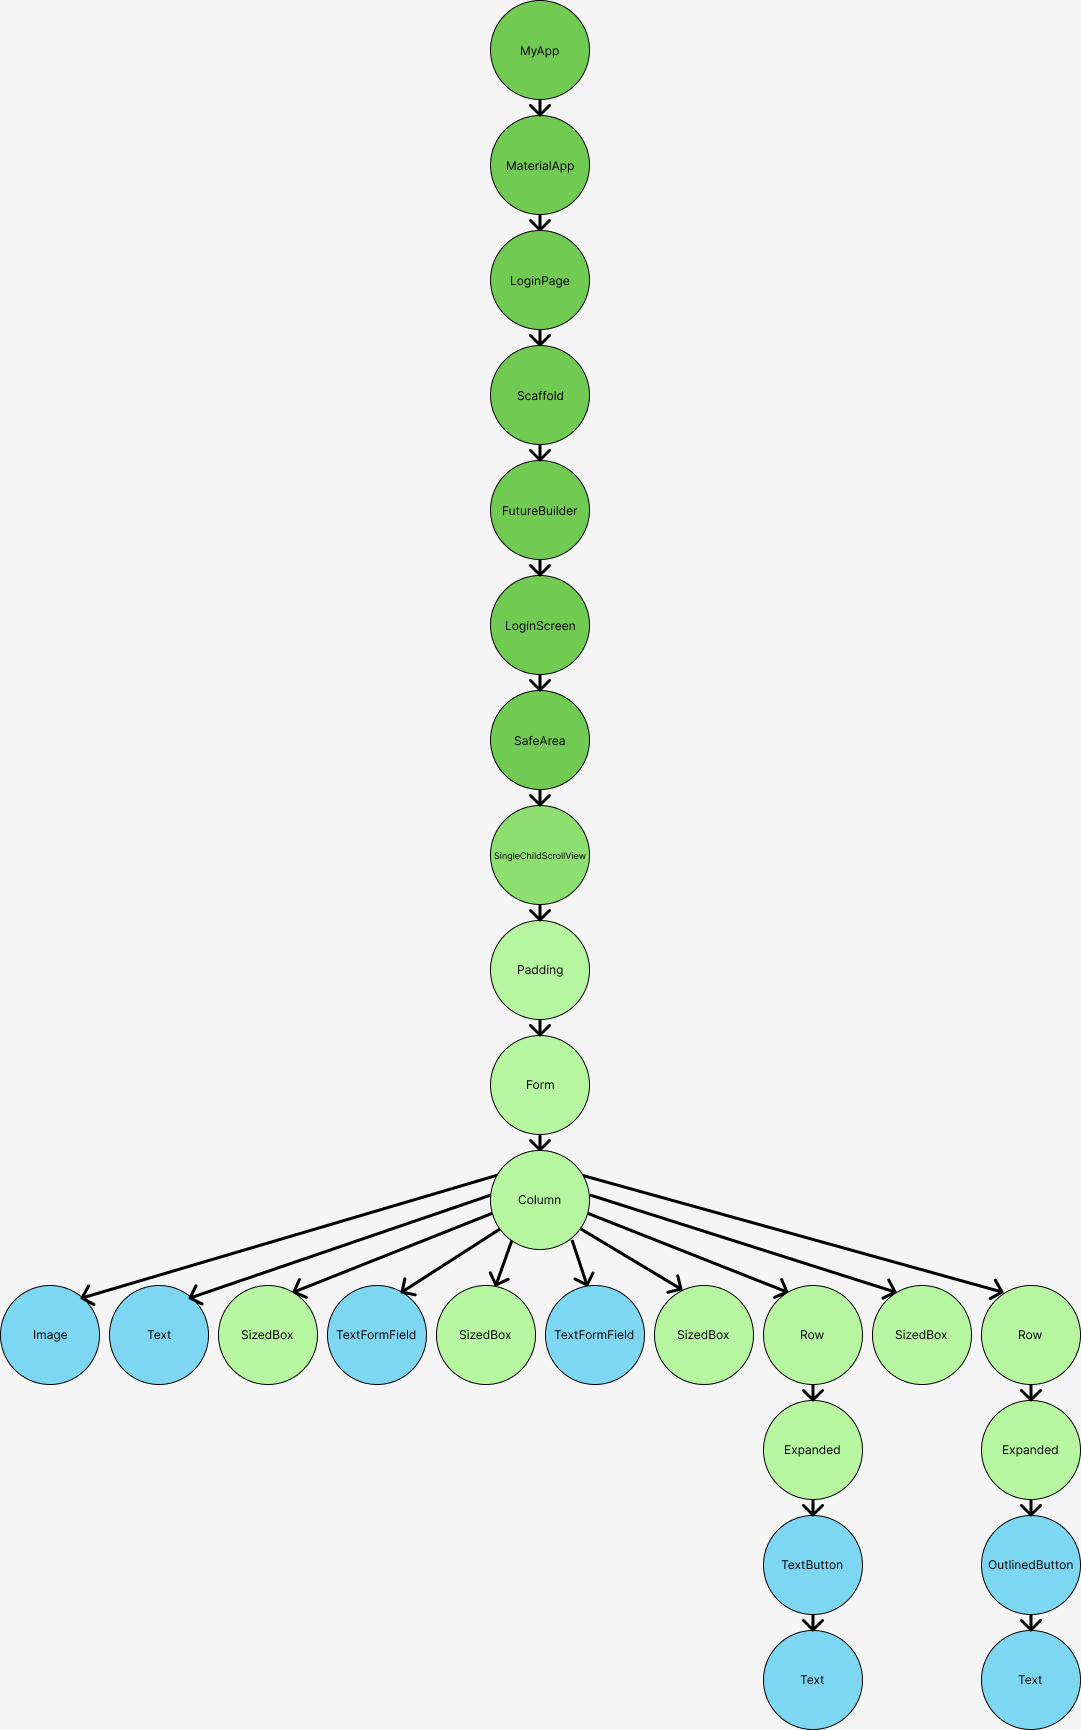 MyApp
MaterialApp
LoginPage
Scaffold
FutureBuilder
LoginScreen
SafeArea
SingleChildScrollView
Padding
Form
Column
Image
Text
SizedBox
TextFormField
SizedBox
TextFormField
SizedBox
Row
SizedBox
Row
Expanded
Expanded
TextButton
OutlinedButton
Text
Text